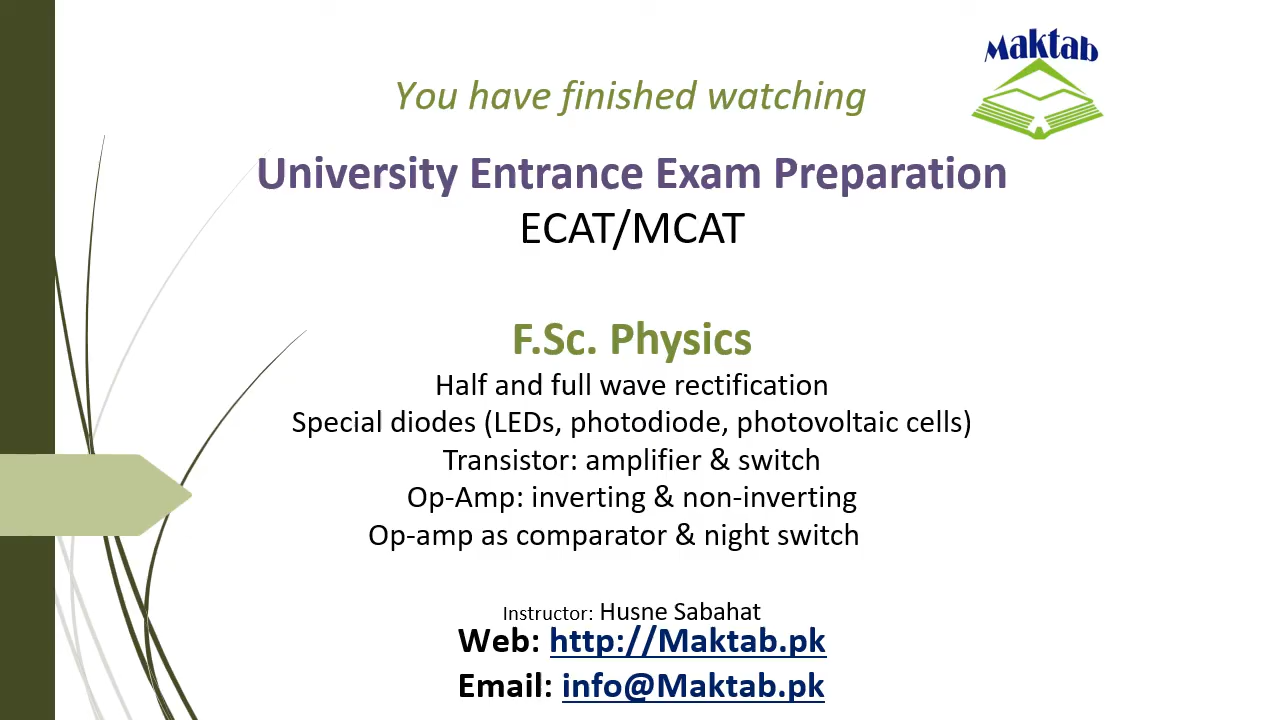 Maktab
You have finished watching
University Entrance Exam Preparation
ECAT/MCAT
F.Sc. Physics
Half and full wave rectification
Special diodes (LEDs, photodiode, photovoltaic cells)
Transistor: amplifier & switch
Op-Amp: inverting & non-inverting
Op-amp as comparator & night switch
Instructor: Husne Sabahat
Web: http://Maktab.pk
Email: info@Maktab.pk